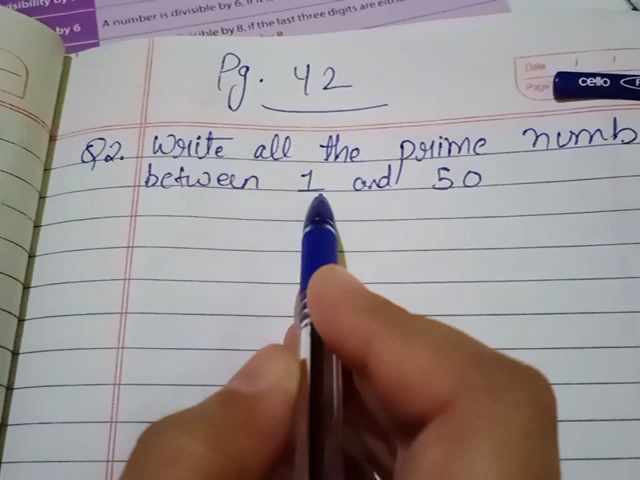 by 6
A number is divisible by 6, if
by 8, if the last three digits are
Date
Page
cello
Pg. 42
Q2. Write all the prime numb
between 1 and 50